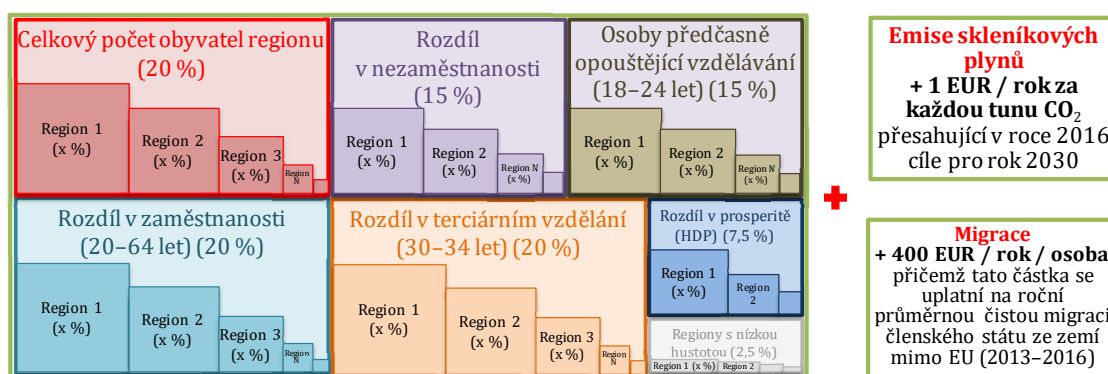 Celkový počet obyvatel regionu
(20 %)
Region 1
(x %)
Region 2
(x %)
Region 3
(x %)
Region
N
Rozdíl
v nezaměstnanosti
(15 %)
Region 1
(x %)
Region 2
(x %)
Region N
(x %)
Osoby předčasně
opouštějící vzdělávání
(18–24 let) (15 %)
Region 1
(x %)
Region 2
(x %)
Region N
(x %)
Rozdíl v zaměstnanosti
(20–64 let) (20 %)
Region 1
(x %)
Region 2
(x %)
Region 3
(x %)
Region
N
Rozdíl v terciárním vzdělání
(30–34 let) (20 %)
Region 1
(x %)
Region 2
(x %)
Region 3
(x %)
Region
N
Rozdíl v prosperitě
(HDP) (7,5 %)
Region 1
(x %)
Region
2
Regiony s nízkou
hustotou (2,5 %)
Region 1 (x %)
Region 2
Emise skleníkových
plynů
+ 1 EUR / rok za
každou tunu CO₂
přesahující v roce 2016
cíle pro rok 2030
Migrace
+ 400 EUR / rok / osoba
přičemž tato částka se
uplatní na roční
průměrnou čistou migraci
členského státu ze zemí
mimo EU (2013–2016)